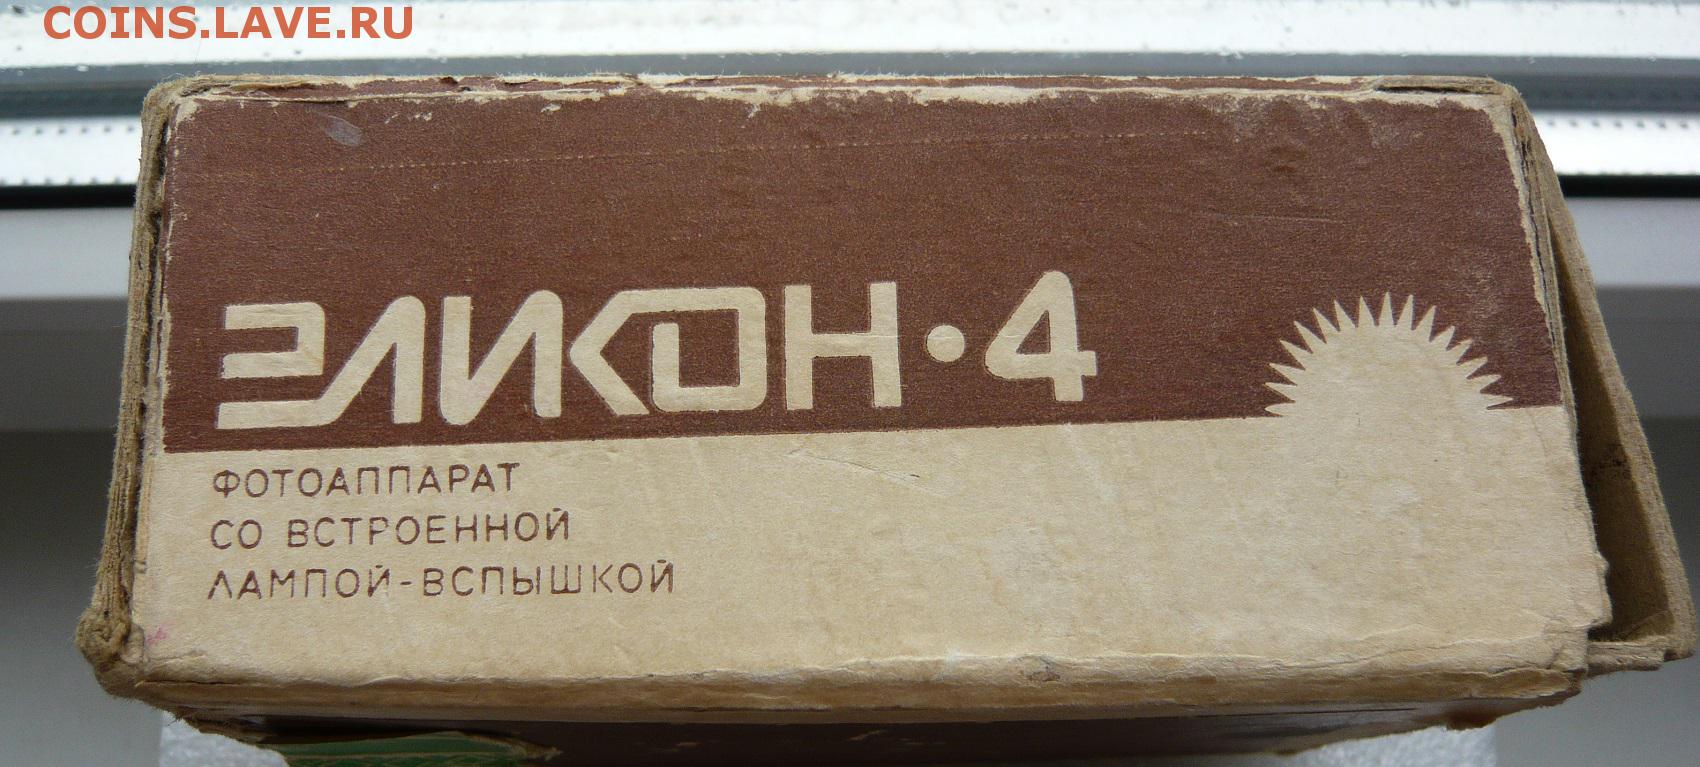 COINS.LAVE.RU
ЭЛИКОН·4
ФОТОАППАРАТ
СО ВСТРОЕННОЙ
ЛАМПОЙ-ВСПЫШКОЙ